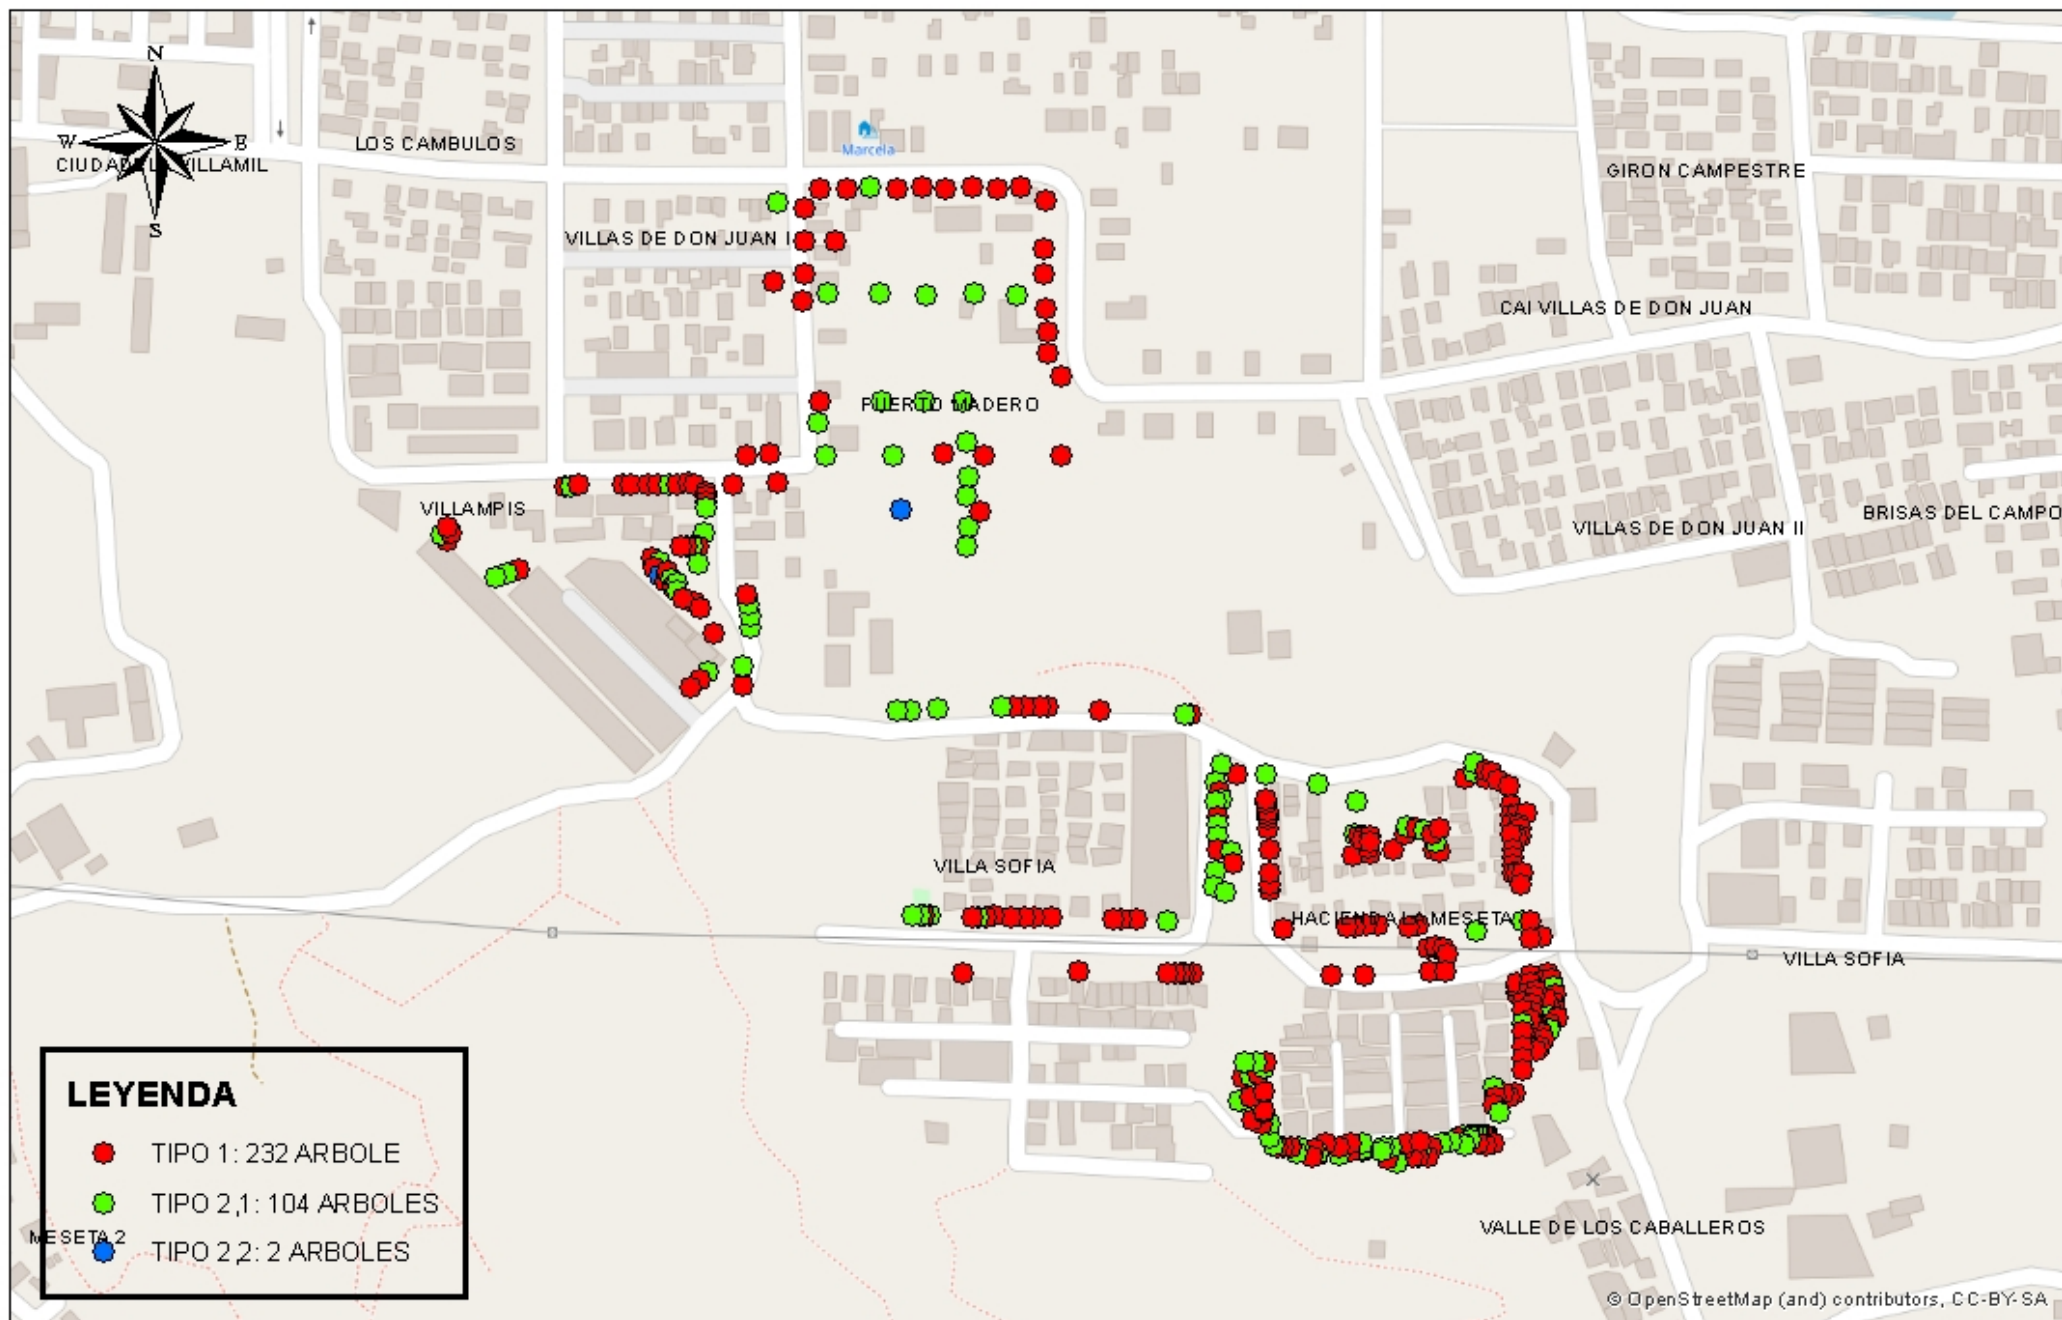 N
W E
S
CIUDAD VILLAMIL
LOS CAMBULOS
Marcela
GIRON CAMPESTRE
VILLAS DE DON JUAN I
CAI VILLAS DE DON JUAN
PUERTO MADERO
VILLAMPIS
VILLAS DE DON JUAN II
BRISAS DEL CAMPO
VILLA SOFIA
HACIENDA LA MESETA
VILLA SOFIA
LEYENDA
TIPO 1: 232 ARBOLE
TIPO 2,1: 104 ARBOLES
TIPO 2,2: 2 ARBOLES
MESETA 2
VALLE DE LOS CABALLEROS
© OpenStreetMap (and) contributors, CC-BY-SA